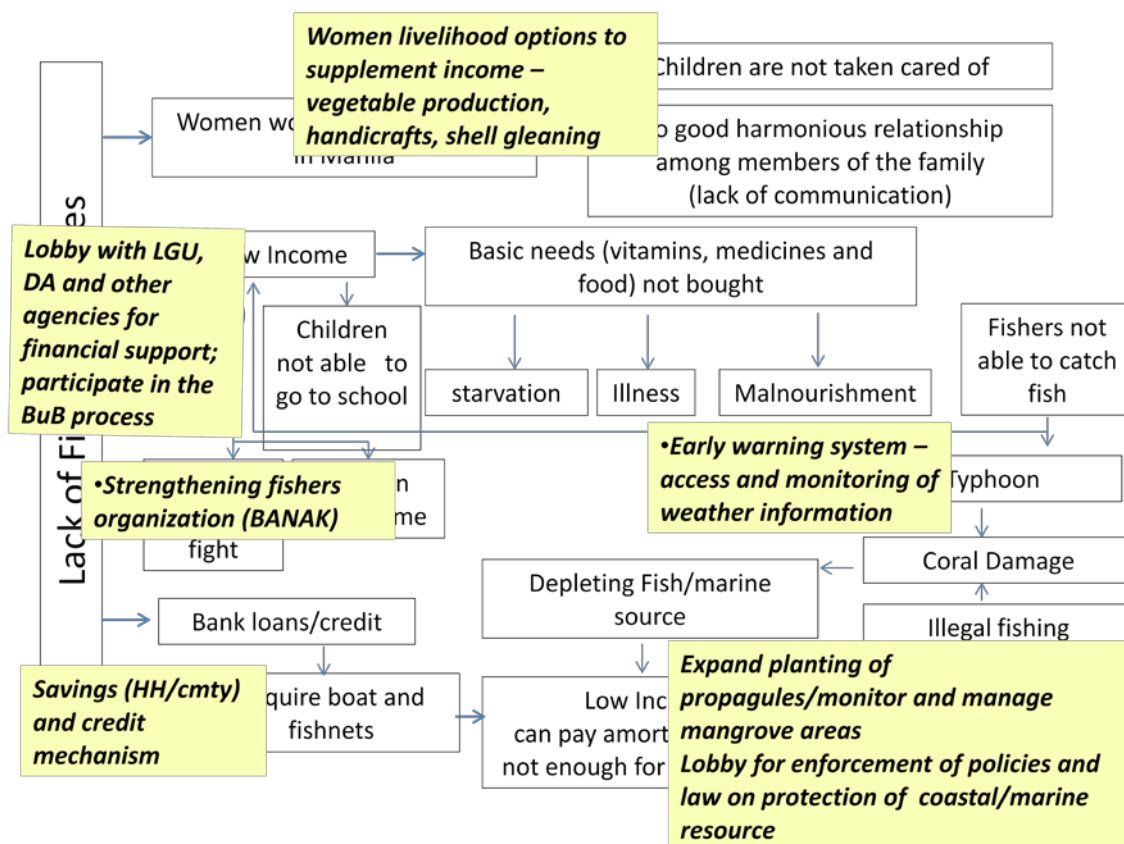 Women livelihood options to
supplement income –
vegetable production,
handicrafts, shell gleaning
Children are not taken cared of
Women
in Manila
good harmonious relationship
among members of the family
(lack of communication)
Lack of
Lobby with LGU,
DA and other
agencies for
financial support;
participate in the
BuB process
Income
Basic needs (vitamins, medicines and
food) not bought
Children
not able to
go to school
starvation
Illness
Malnourishment
Fishers not
able to catch
fish
•Early warning system –
access and monitoring of
weather information
Typhoon
•Strengthening fishers
organization (BANAK)
fight
Coral Damage
Depleting Fish/marine
source
Illegal fishing
Bank loans/credit
Savings (HH/cmty)
and credit
mechanism
boat and
fishnets
Low
can pay
not enough for
Expand planting of
propagules/monitor and manage
mangrove areas
Lobby for enforcement of policies and
law on protection of coastal/marine
resource